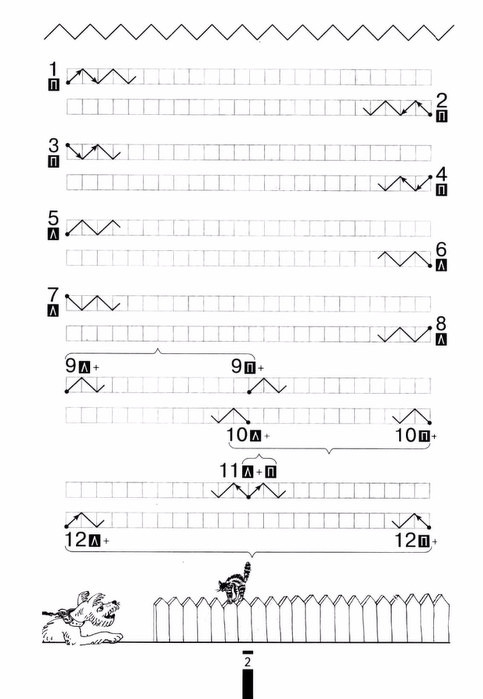 1
П
2
П
3
П
4
П
5
Л
6
Л
7
Л
8
Л
9 Л + 9 П +
10 Л + 10 П +
11 Л + П
12 Л + 12 П +
2